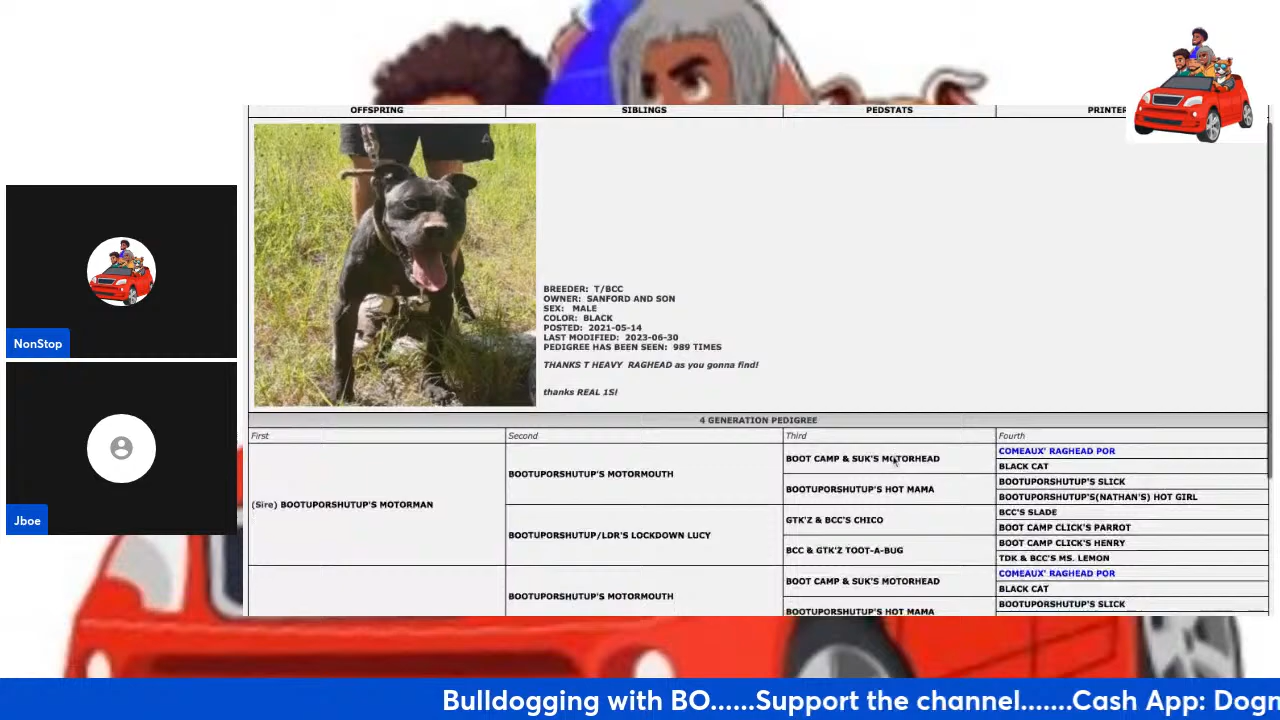 OFFSPRING SIBLINGS PEDSTATS PRINTER
BREEDER: T/BCC
OWNER: SANFORD AND SON
SEX: MALE
COLOR: BLACK
POSTED: 2021-05-14
LAST MODIFIED: 2023-06-30
PEDIGREE HAS BEEN SEEN: 989 TIMES
THANKS T HEAVY RAGHEAD as you gonna find!
thanks REAL 1S!
4 GENERATION PEDIGREE
First Second Third Fourth
(Sire) BOOTUPORSHUTUP'S MOTORMAN
BOOTUPORSHUTUP'S MOTORMOUTH
BOOTUPORSHUTUP/LDR'S LOCKDOWN LUCY
BOOTUPORSHUTUP'S MOTORMOUTH
BOOT CAMP & SUK'S MOTORHEAD
BOOTUPORSHUTUP'S HOT MAMA
GTK'Z & BCC'S CHICO
BCC & GTK'Z TOOT-A-BUG
BOOT CAMP & SUK'S MOTORHEAD
BOOTUPORSHUTUP'S HOT MAMA
COMEAUX' RAGHEAD POR
BLACK CAT
BOOTUPORSHUTUP'S SLICK
BOOTUPORSHUTUP'S(NATHAN'S) HOT GIRL
BCC'S SLADE
BOOT CAMP CLICK'S PARROT
BOOT CAMP CLICK'S HENRY
TDK & BCC'S MS. LEMON
COMEAUX' RAGHEAD POR
BLACK CAT
BOOTUPORSHUTUP'S SLICK
NonStop
Jboe
Bulldogging with BO......Support the channel.......Cash App: Dogn